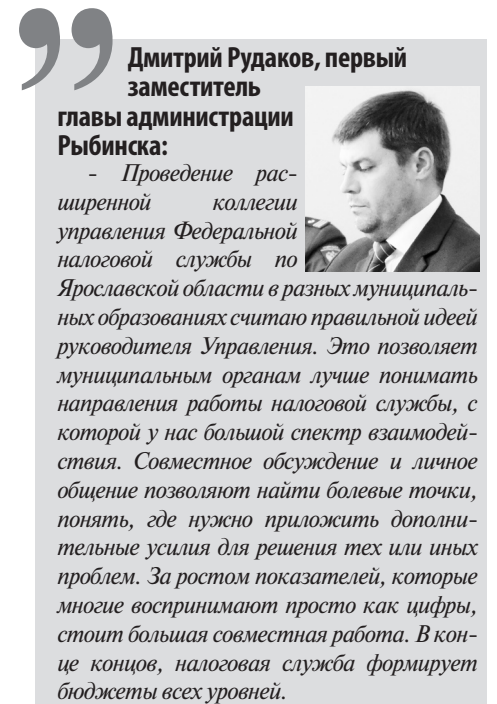 Дмитрий Рудаков, первый
заместитель
главы администрации
Рыбинска:
- Проведение рас-
ширенной коллегии
управления Федеральной
налоговой службы по
Ярославской области в разных муниципаль-
ных образованиях считаю правильной идеей
руководителя Управления. Это позволяет
муниципальным органам лучше понимать
направления работы налоговой службы, с
которой у нас большой спектр взаимодей-
ствия. Совместное обсуждение и личное
общение позволяют найти болевые точки,
понять, где нужно приложить дополни-
тельные усилия для решения тех или иных
проблем. За ростом показателей, которые
многие воспринимают просто как цифры,
стоит большая совместная работа. В кон-
це концов, налоговая служба формирует
бюджеты всех уровней.